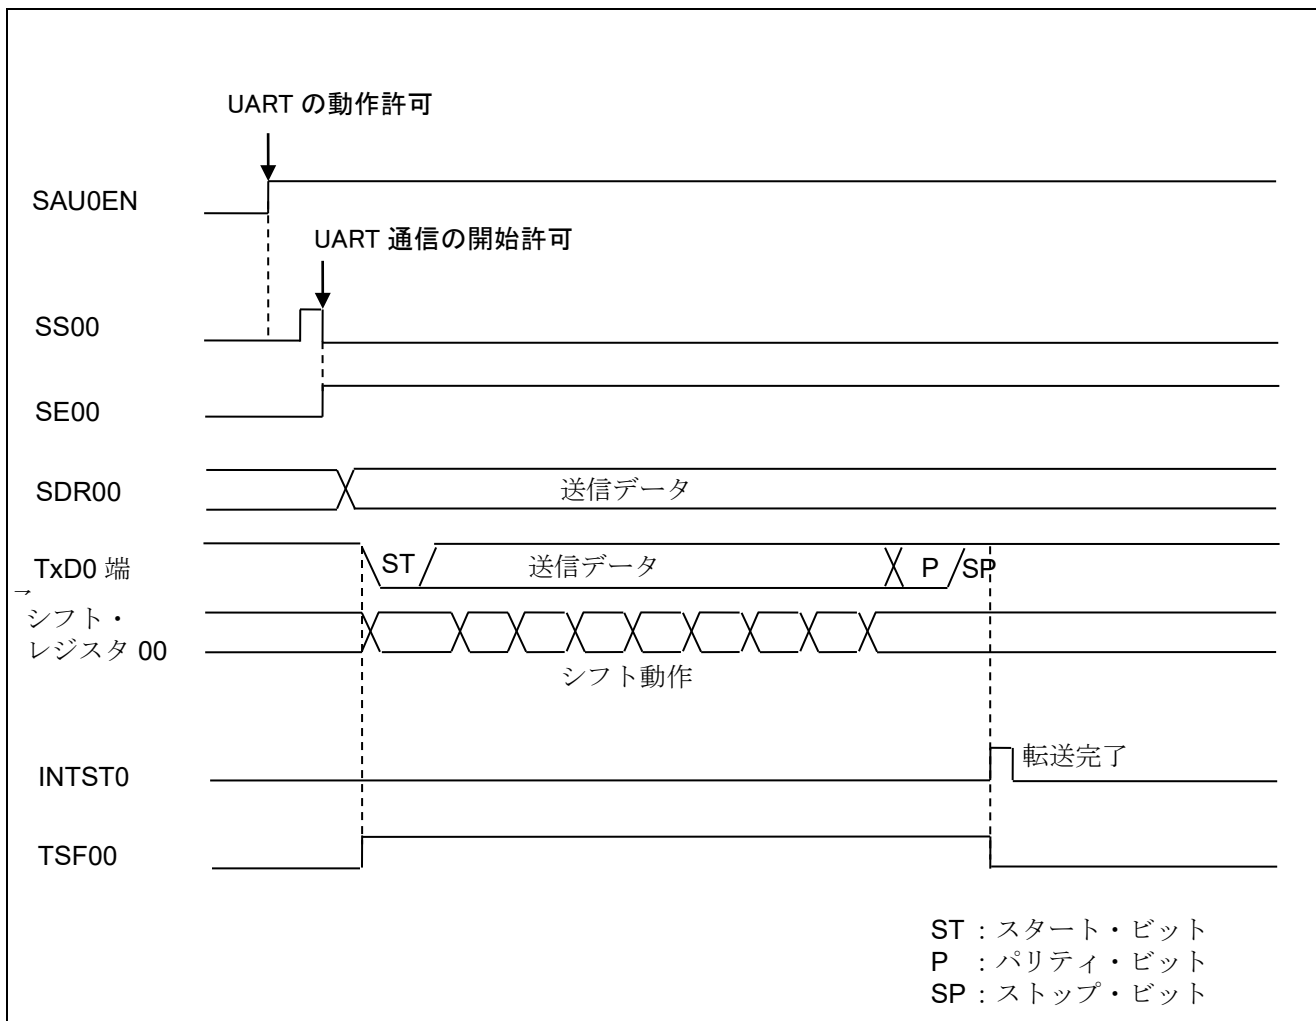 UART の動作許可
SAU0EN
UART 通信の開始許可
SS00
SE00
SDR00
送信データ
TxD0 端
ST
送信データ
P
SP
シフト・
レジスタ 00
シフト動作
INTST0
転送完了
TSF00
ST : スタート・ビット
P : パリティ・ビット
SP : ストップ・ビット